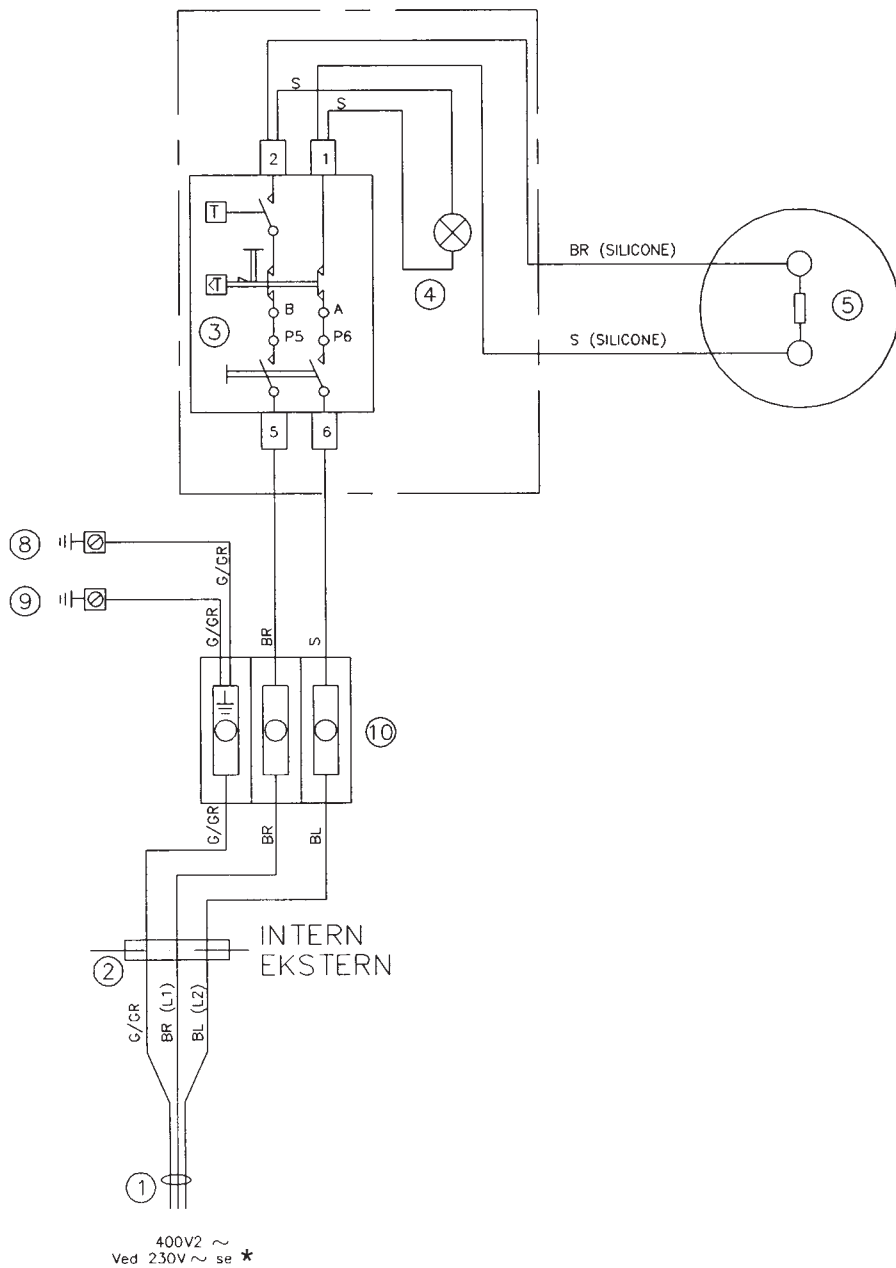 S
S
2
1
T
<T
BR (SILICONE)
4
5
B
A
3
P5
P6
S (SILICONE)
5
6
8
G/GR
9
G/GR
BR
S
10
G/GR
BR
BL
INTERN
EKSTERN
2
G/GR
BR (L1)
BL (L2)
1
400V2 ~
Ved 230V ~ se *